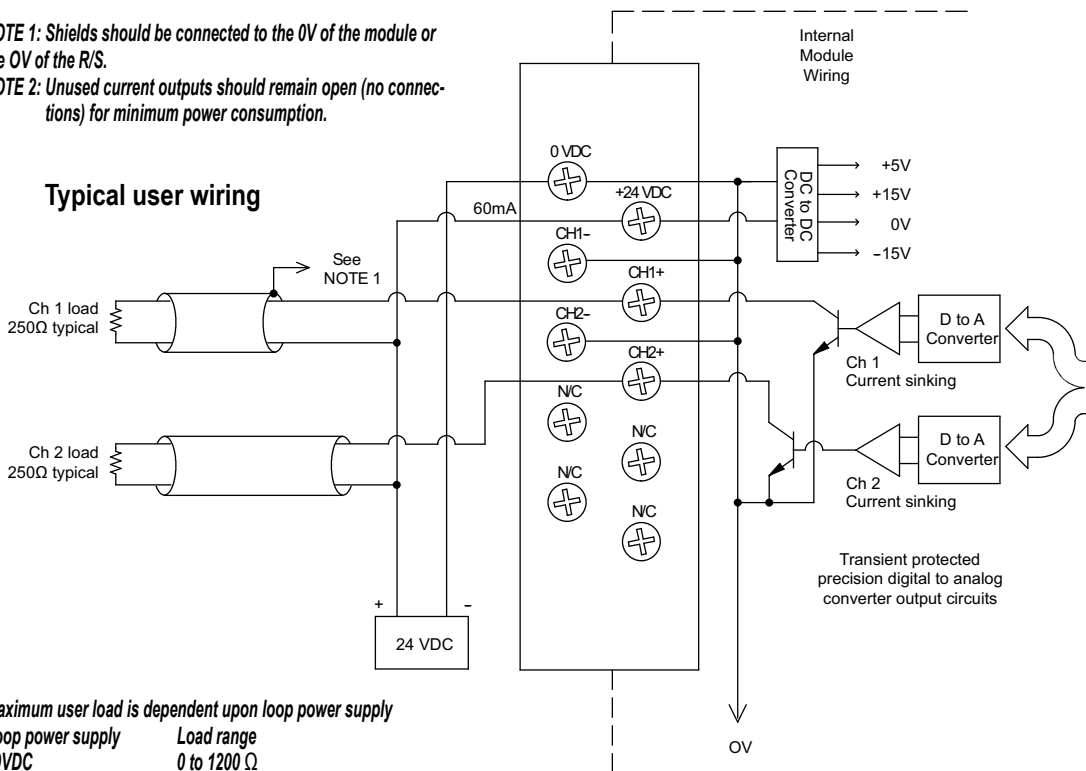 OTE 1: Shields should be connected to the 0V of the module or
e OV of the R/S.
OTE 2: Unused current outputs should remain open (no connec-
tions) for minimum power consumption.
Internal
Module
Wiring
Typical user wiring
0 VDC
+24 VDC
60mA
CH1-
CH1+
CH2-
CH2+
N/C
N/C
N/C
N/C
DC to DC
Converter
+5V
+15V
0V
-15V
See
NOTE 1
Ch 1 load
250Ω typical
D to A
Converter
Ch 1
Current sinking
Ch 2 load
250Ω typical
D to A
Converter
Ch 2
Current sinking
Transient protected
precision digital to analog
converter output circuits
+
-
24 VDC
aximum user load is dependent upon loop power supply
oop power supply Load range
0VDC 0 to 1200 Ω
OV